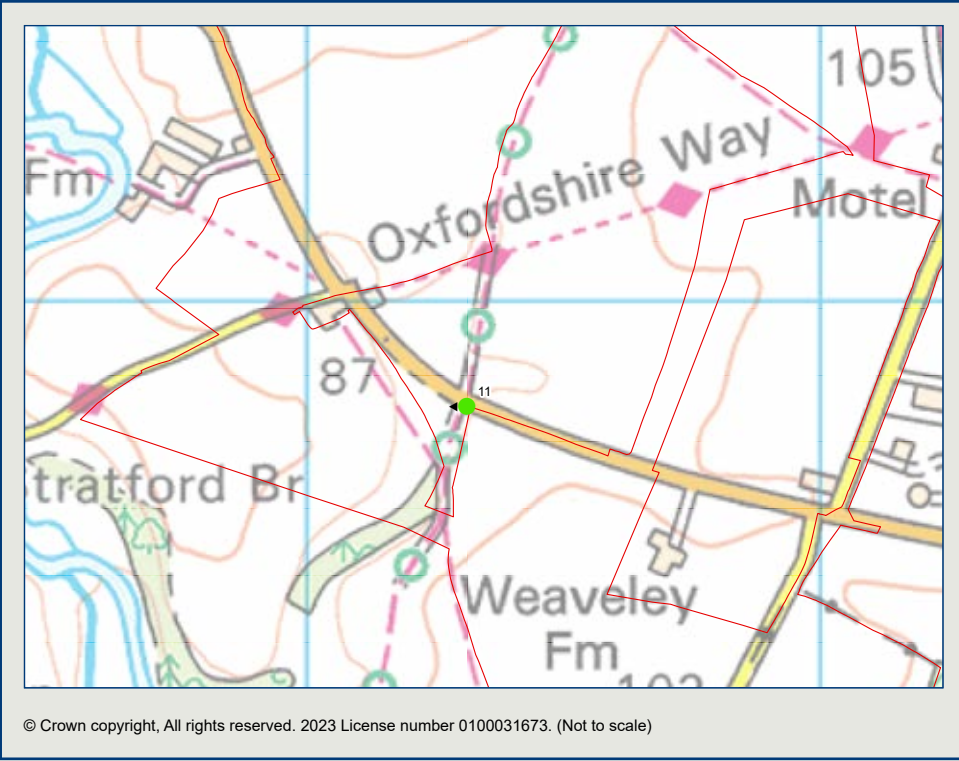 105
Fm
Oxfordshire Way
Motel
87
11
tratford Br
Weaveley
Fm
© Crown copyright, All rights reserved. 2023 License number 0100031673. (Not to scale)